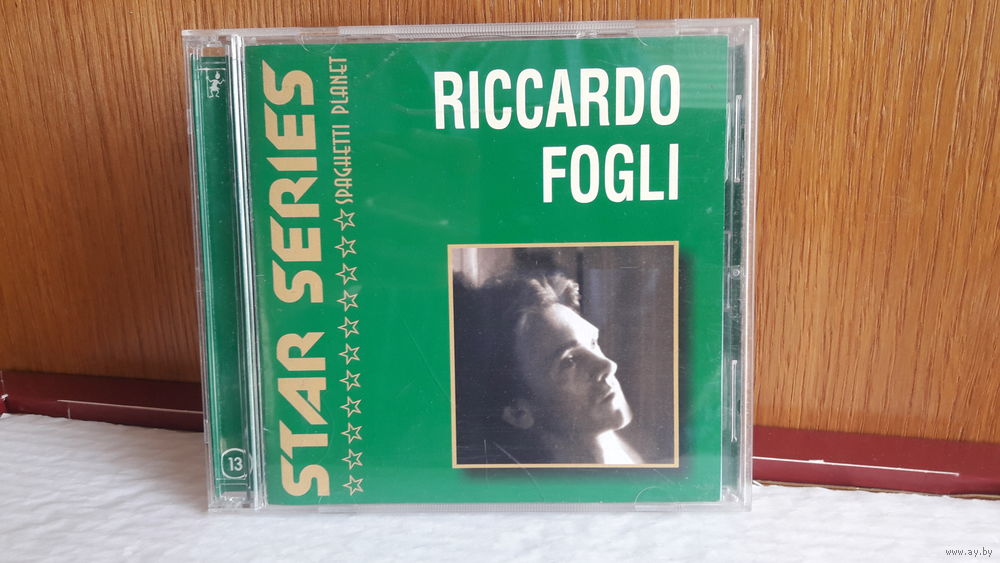 RICCARDO
FOGLI
STAR SERIES
SPAGHETTI PLANET
13
www.ay.by